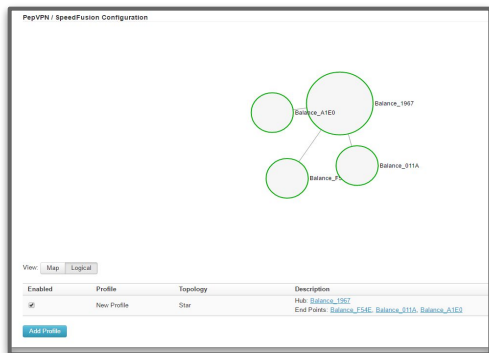 PepVPN / SpeedFusion Configuration
Balance_1967
Balance_A1E0
Balance_011A
Balance_F5
View: Map Logical
Enabled Profile Topology Description
New Profile Star Hub: Balance_1967
End Points: Balance_F54E, Balance_011A, Balance_A1E0
Add Profile